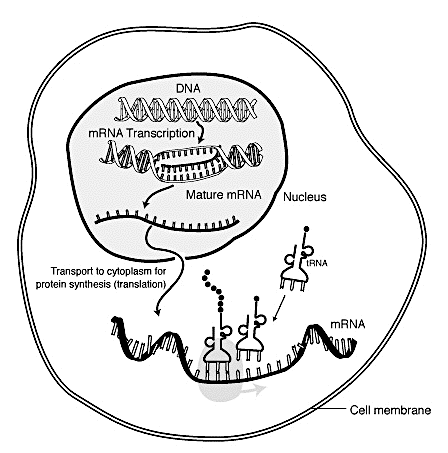 DNA
mRNA Transcription
Mature mRNA
Nucleus
Transport to cytoplasm for
protein synthesis (translation)
tRNA
mRNA
Cell membrane